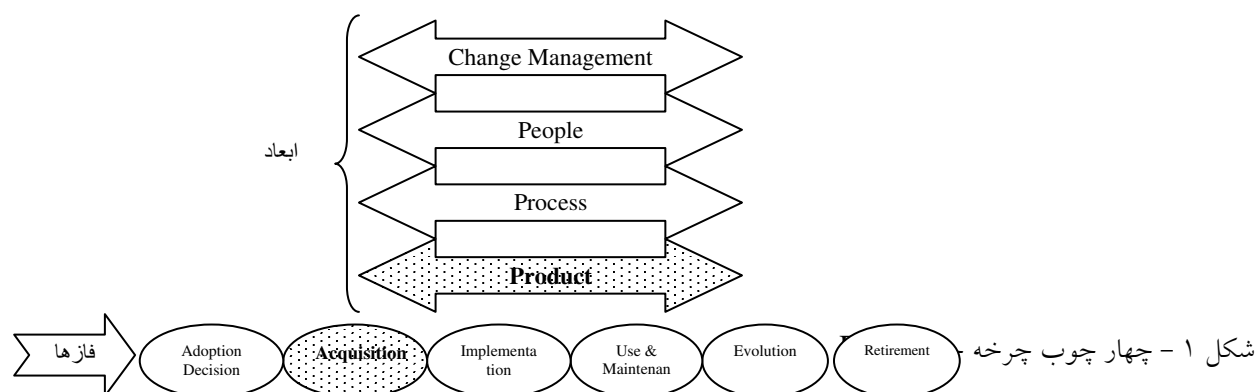 Change Management
People
ابعاد
Process
Product
فازها
Adoption
Decision
Acquisition
Implementa
tion
Use &
Maintenan
Evolution
Retirement
شکل ۱ – چهار چوب چرخه